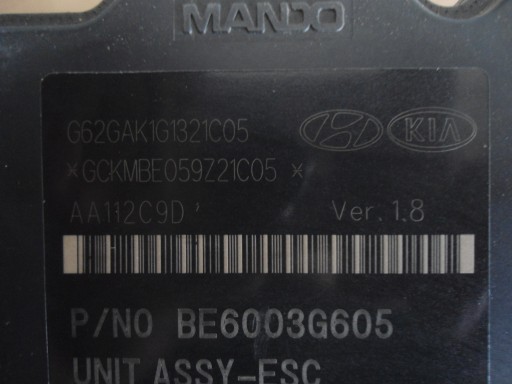 MANDO
G62GAK1G1321C05
KIA
*GCKMBE059Z21C05 *
AA112C9D '
Ver. 1.8
P/NO BE6003G605
UNIT ASSY-ESC